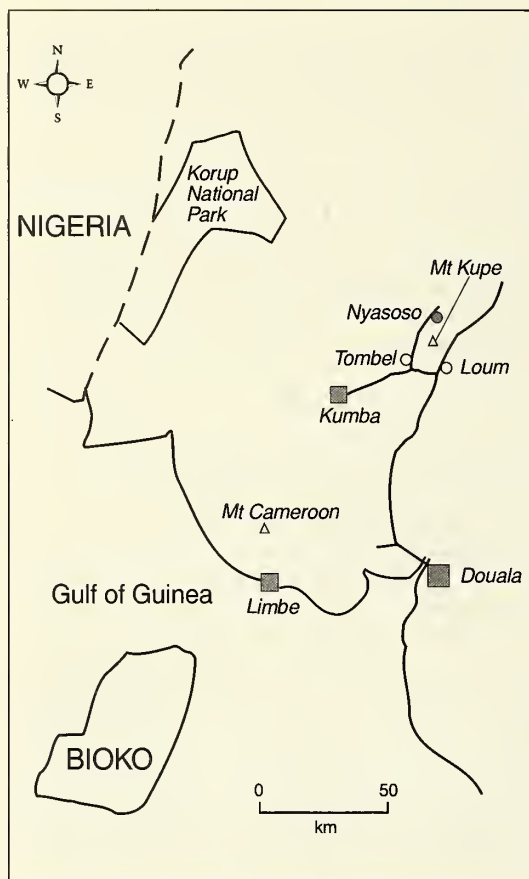 N
W E
S
Korup
National
Park
NIGERIA
Mt Kupe
Nyasoso
Tombel
Loum
Kumba
Mt Cameroon
Gulf of Guinea
Limbe
Douala
BIOKO
0 50
km